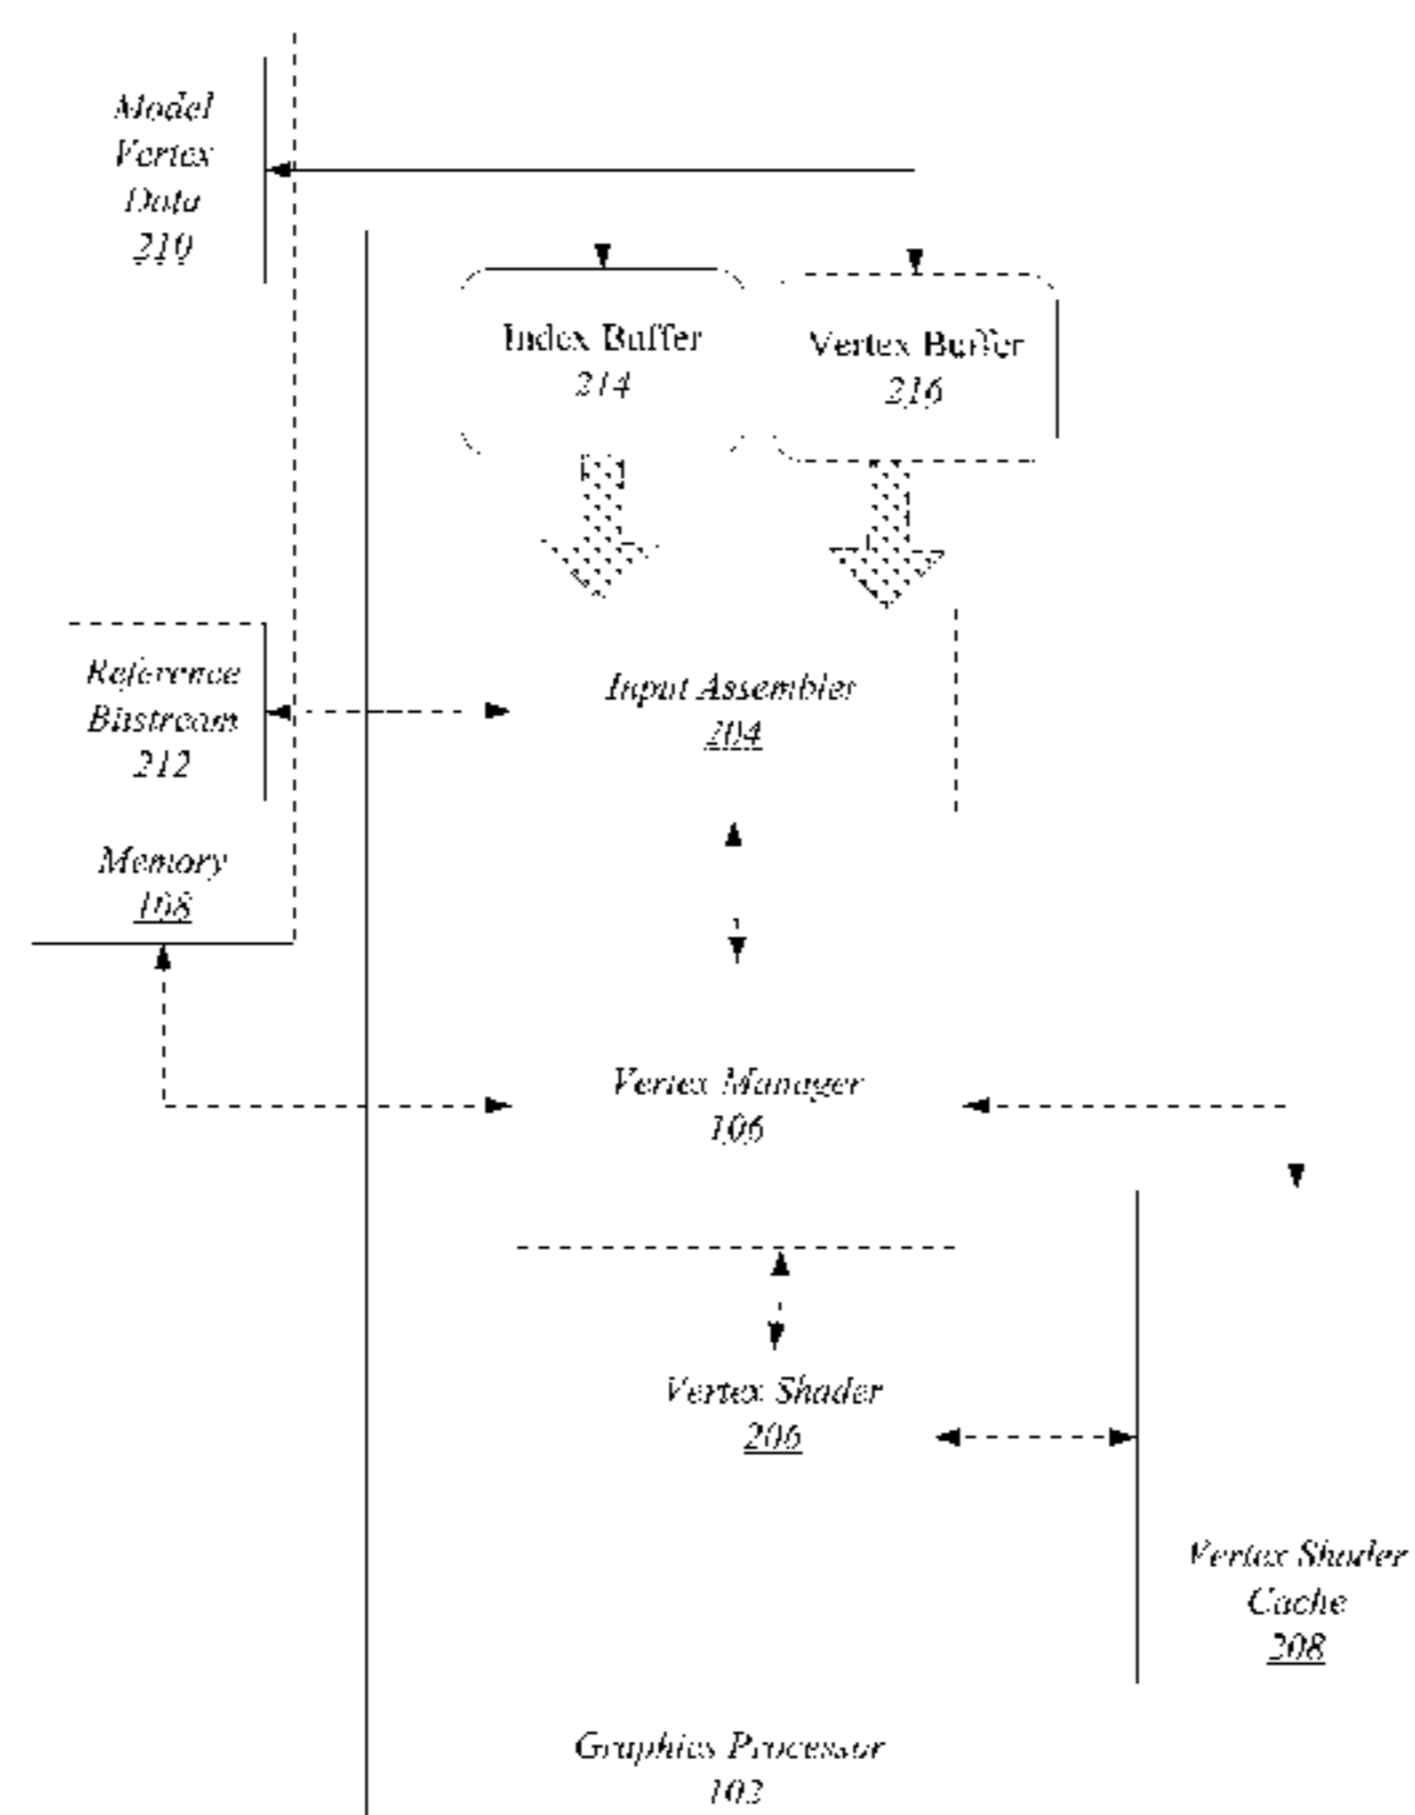 Model
Vertex
Data
210
Index Buffer
214
Vertex Buffer
216
Reference
Bitstream
212
Input Assembler
204
Memory
108
Vertex Manager
106
Vertex Shader
206
Vertex Shader
Cache
208
Graphics Processor
102